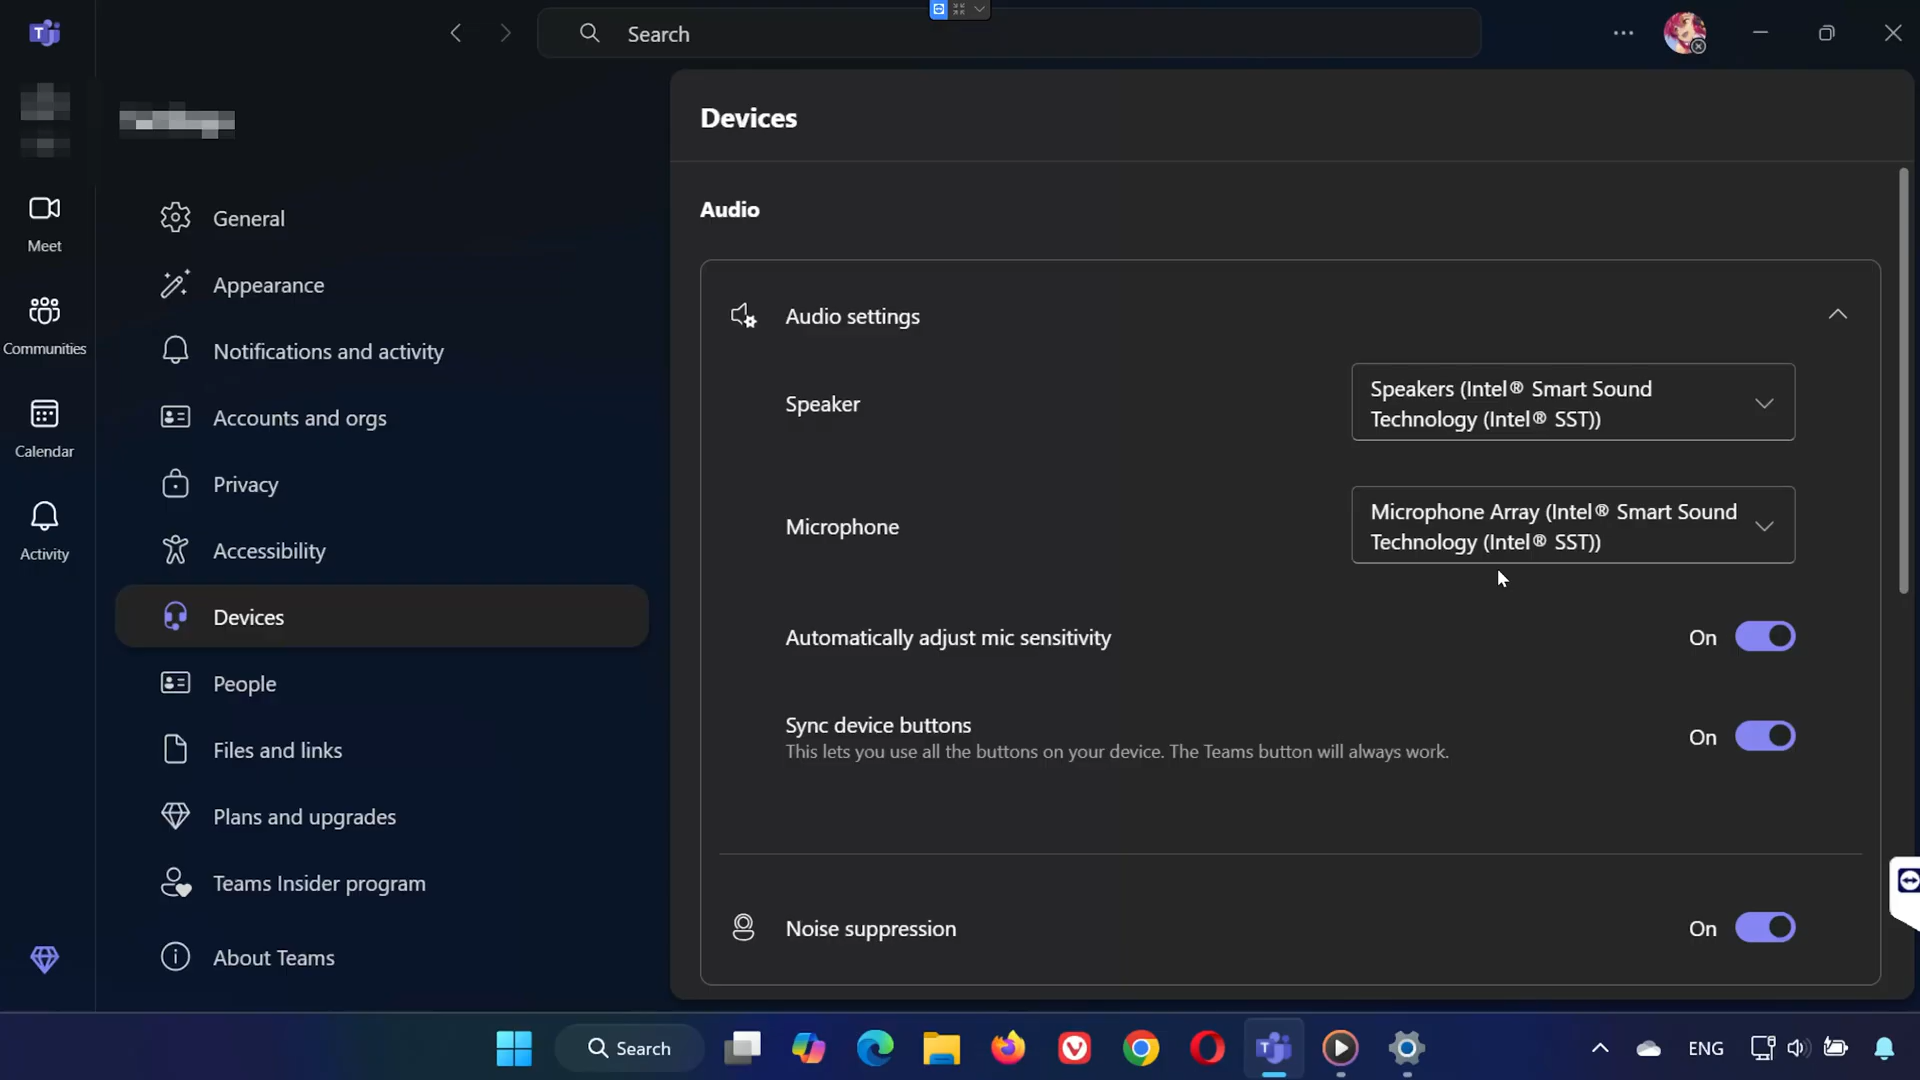 Search
Meet
Communities
Calendar
Activity
General
Appearance
Notifications and activity
Accounts and orgs
Privacy
Accessibility
Devices
People
Files and links
Plans and upgrades
Teams Insider program
About Teams
Devices
Audio
Audio settings
Speaker
Speakers (Intel® Smart Sound
Technology (Intel® SST))
Microphone
Microphone Array (Intel® Smart Sound
Technology (Intel® SST))
Automatically adjust mic sensitivity
On
Sync device buttons
This lets you use all the buttons on your device. The Teams button will always work.
On
Noise suppression
On
Search
ENG